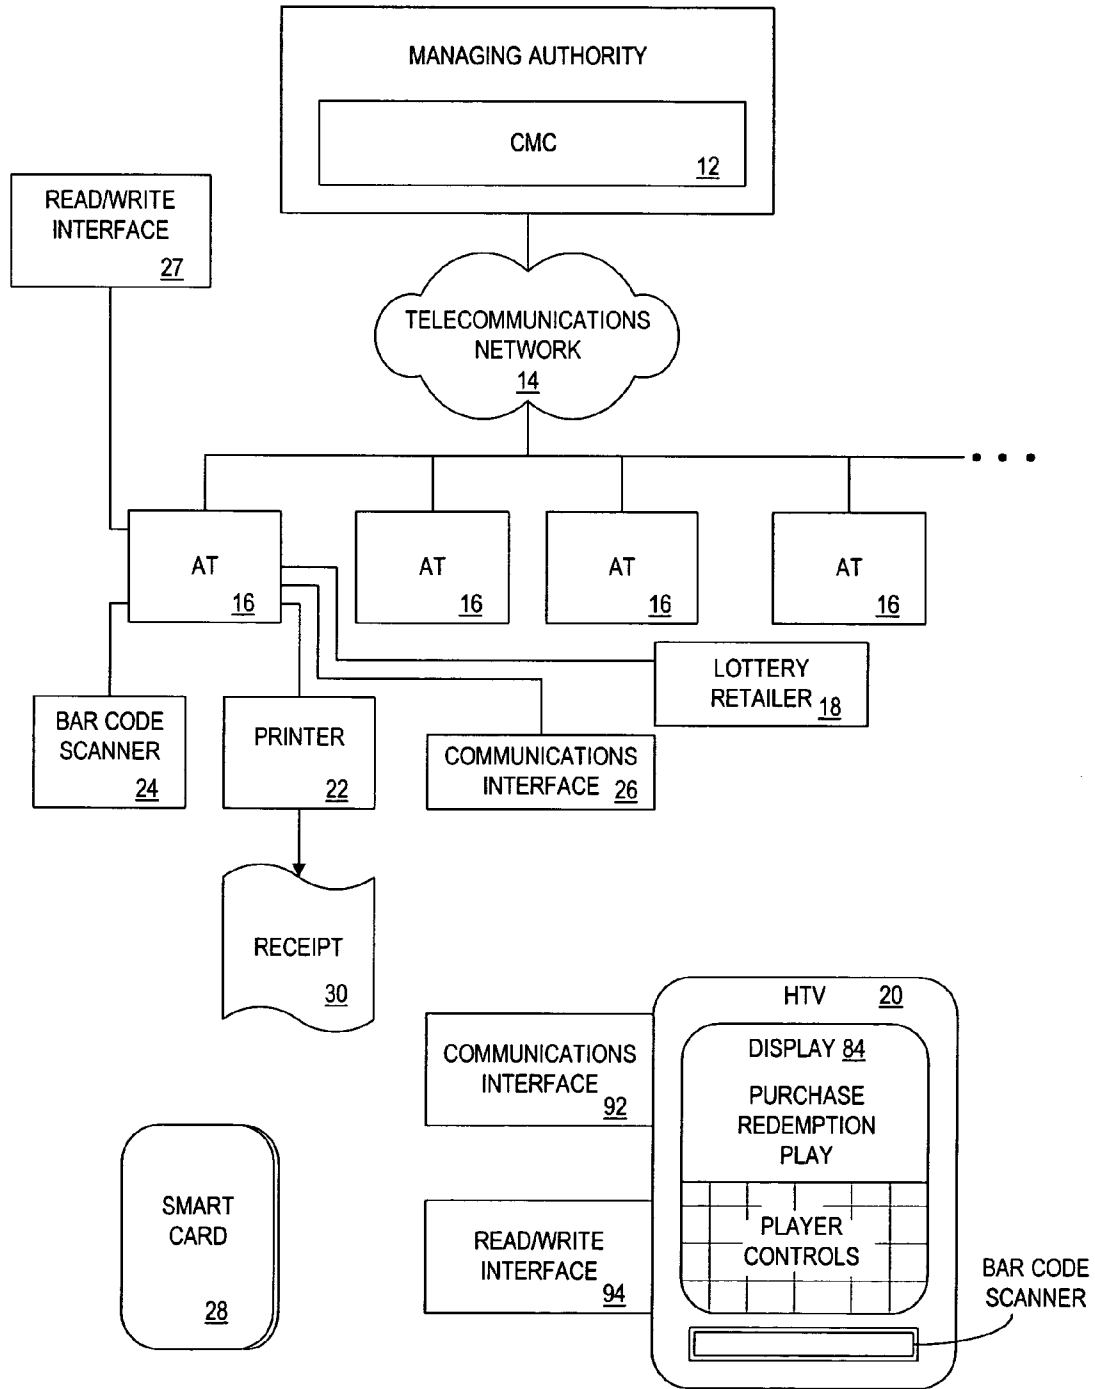 MANAGING AUTHORITY
CMC
12
READ/WRITE
INTERFACE
27
TELECOMMUNICATIONS
NETWORK
14
AT
16
AT
16
AT
16
AT
16
LOTTERY
RETAILER 18
BAR CODE
SCANNER
24
PRINTER
22
COMMUNICATIONS
INTERFACE 26
RECEIPT
30
HTV 20
DISPLAY 84
PURCHASE
REDEMPTION
PLAY
COMMUNICATIONS
INTERFACE
92
SMART
CARD
28
READ/WRITE
INTERFACE
94
PLAYER
CONTROLS
BAR CODE
SCANNER